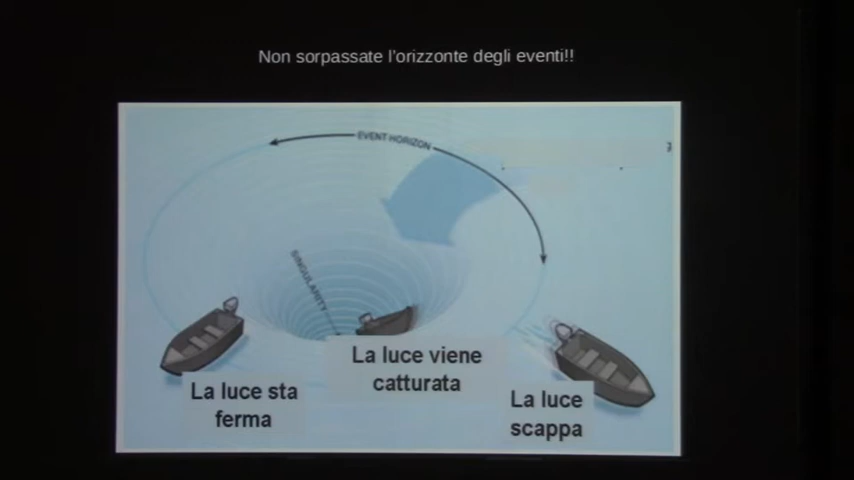 Non sorpassate l'orizzonte degli eventi!!
EVENT HORIZON
SINGULARITY
La luce viene
catturata
La luce sta
ferma
La luce
scappa